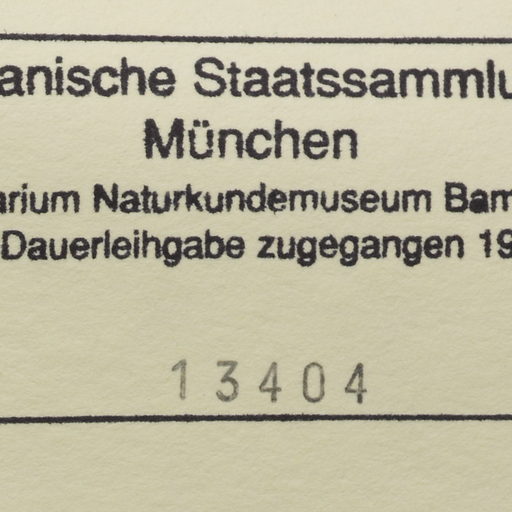 anische Staatssammlu
München
arium Naturkundemuseum Bam
Dauerleihgabe zugegangen 19
13404